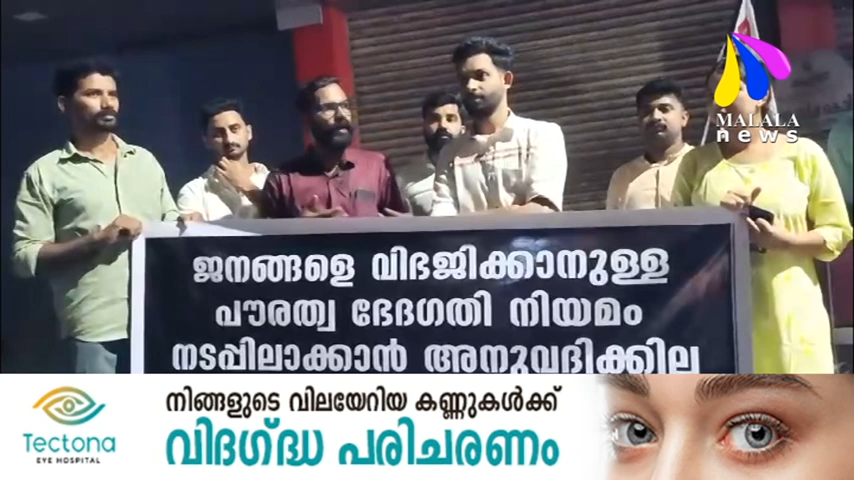 MALALA
news
ജനങ്ങളെ വിഭജിക്കാനുള്ള
പൗരത്വ ഭേദഗതി നിയമം
നടപ്പിലാക്കാൻ അനുവദിക്കില്ല
Tectona
EYE HOSPITAL
നിങ്ങളുടെ വിലയേറിയ കണ്ണുകൾക്ക്
വിദഗ്ദ്ധ പരിചരണം